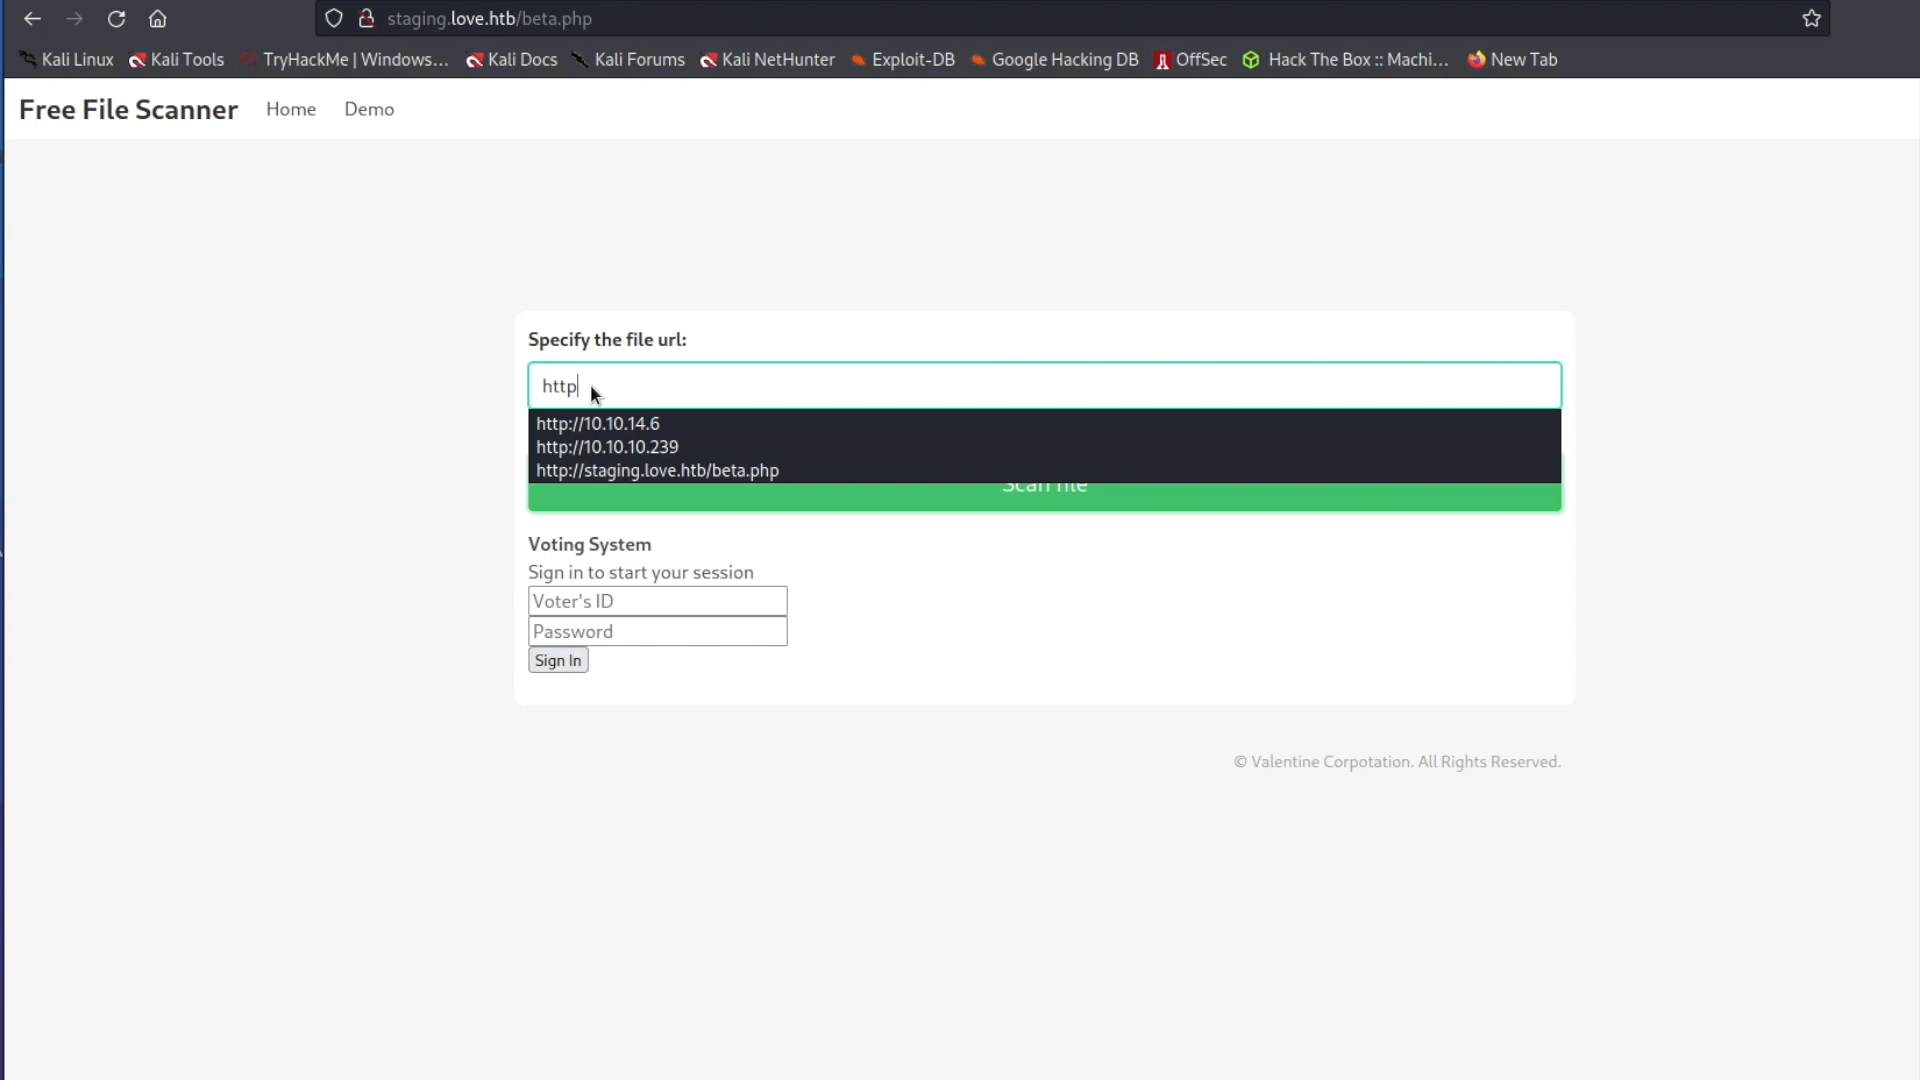 staging.love.htb/beta.php
Kali Linux Kali Tools TryHackMe | Windows... Kali Docs Kali Forums Kali NetHunter Exploit-DB Google Hacking DB OffSec Hack The Box :: Machi... New Tab
Free File Scanner Home Demo
Specify the file url:
http
http://10.10.14.6
http://10.10.10.239
http://staging.love.htb/beta.php
Scan file
Voting System
Sign in to start your session
Voter's ID
Password
Sign In
© Valentine Corpotation. All Rights Reserved.